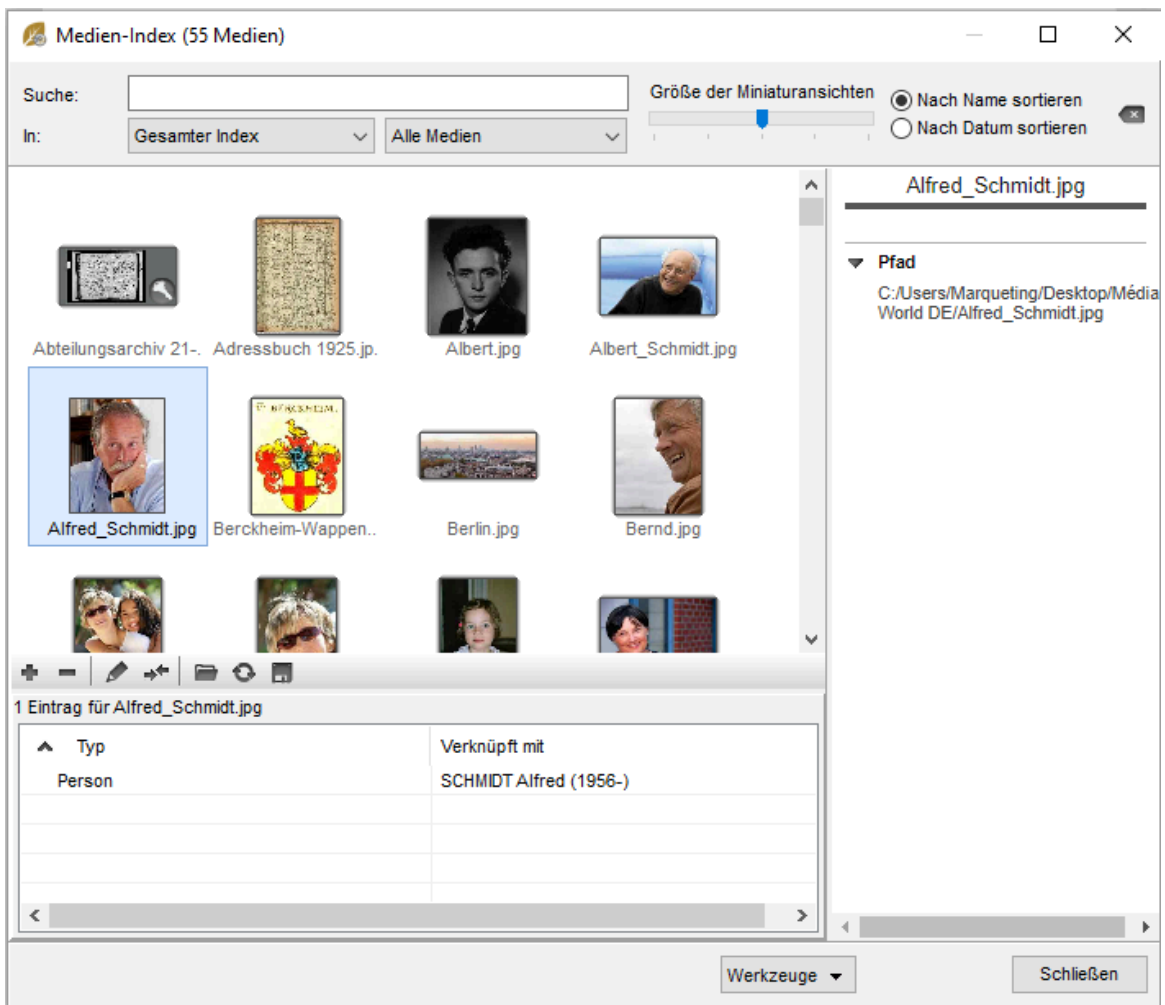 Medien-Index (55 Medien)
Suche:
Größe der Miniaturansichten
Nach Name sortieren
In:
Gesamter Index
Alle Medien
Nach Datum sortieren
Alfred_Schmidt.jpg
Pfad
C:/Users/Marqueting/Desktop/Média
World DE/Alfred_Schmidt.jpg
Abteilungsarchiv 21-.
Adressbuch 1925.jp.
Albert.jpg
Albert_Schmidt.jpg
BERCKHEIM.
Alfred_Schmidt.jpg
Berckheim-Wappen..
Berlin.jpg
Bernd.jpg
1 Eintrag für Alfred_Schmidt.jpg
Typ
Verknüpft mit
Person
SCHMIDT Alfred (1956-)
Werkzeuge
Schließen